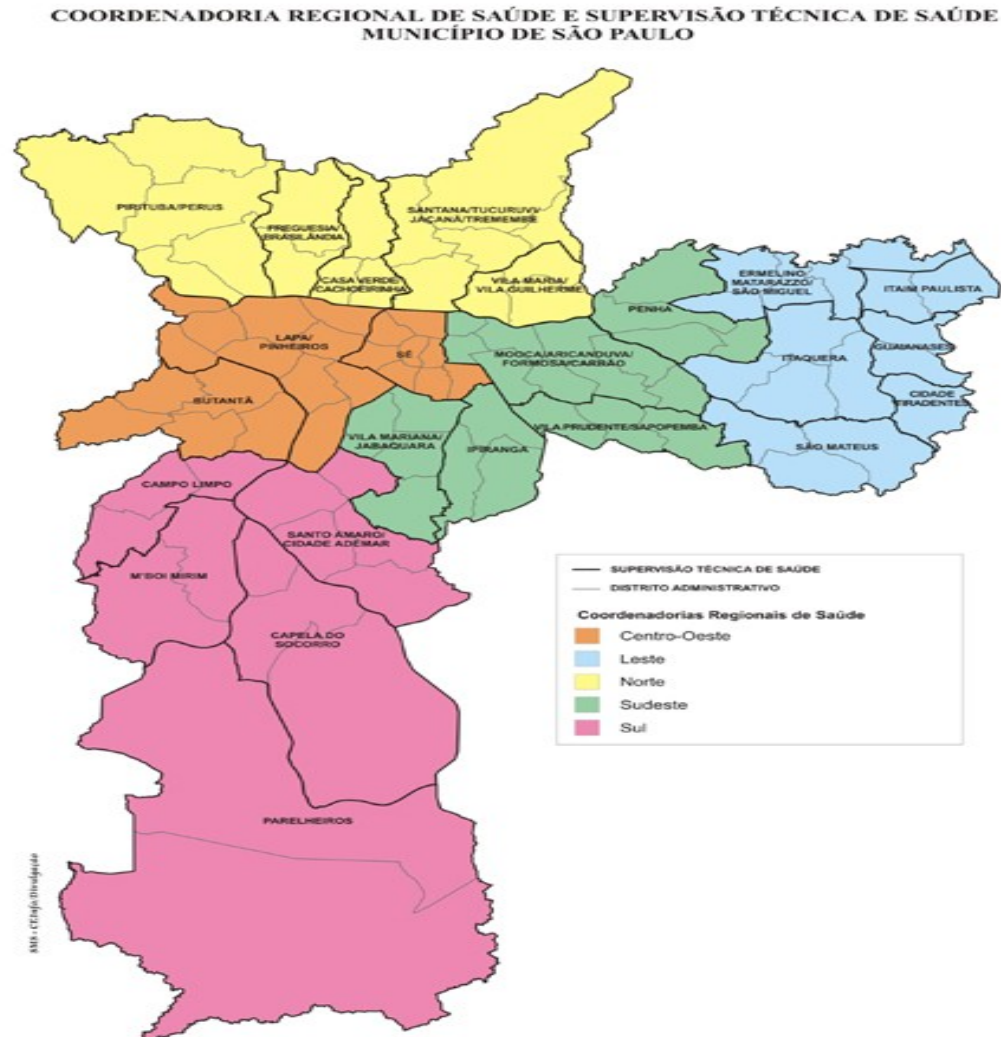 COORDENADORIA REGIONAL DE SAÚDE E SUPERVISÃO TÉCNICA DE SAÚDE
MUNICÍPIO DE SÃO PAULO
PIRITUBA/PERUS
FREGUESIA/
BRASILÂNDIA
CASA VERDE/
CACHOEIRINHA
SANTANA/TUCURUVI/
JAÇANÃ/TREMEMBE
VILA MARIA/
VILA GUILHERME
PENHA
ERMELINO
MATARAZZO/
SÃO MIGUEL
ITAIM PAULISTA
LAPA/
PINHEIROS
SÉ
MOOCA/ARICANDUVA/
FORMOSA/CARRÃO
ITAQUERA
GUAIANASES
CIDADE
TIRADENTES
BUTANTÃ
VILA MARIANA/
JABAQUARA
IPIRANGA
VILA PRUDENTE/SAPOPEMBA
SÃO MATEUS
CAMPO LIMPO
SANTO AMARO/
CIDADE ADEMAR
M'BOI MIRIM
CAPELA DO
SOCORRO
PARELHEIROS
SUPERVISÃO TÉCNICA DE SAÚDE
DISTRITO ADMINISTRATIVO
Coordenadorias Regionais de Saúde
Centro-Oeste
Leste
Norte
Sudeste
Sul
SMS - CEInfo/Divulgação